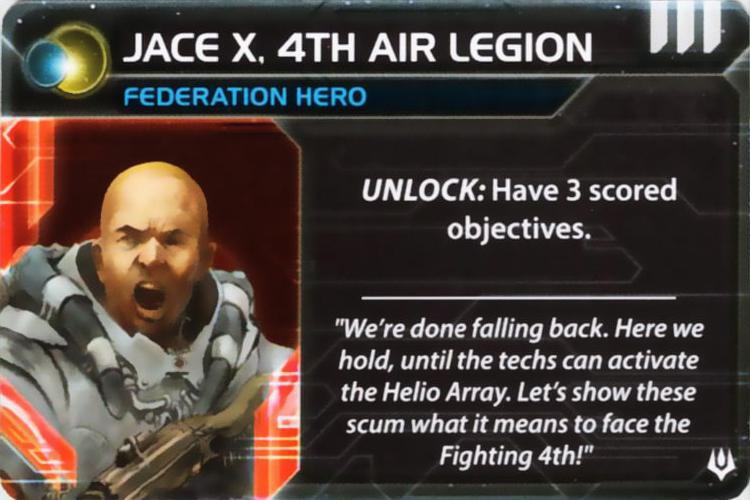 JACE X, 4TH AIR LEGION
FEDERATION HERO
UNLOCK: Have 3 scored
objectives.
"We're done falling back. Here we
hold, until the techs can activate
the Helio Array. Let's show these
scum what it means to face the
Fighting 4th!"